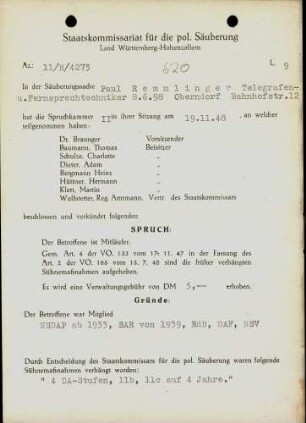 Staatskommissariat für die pol. Säuberung
Land Württemberg-Hohenzollern
Az.: 11/B/4273 620 L 9
In der Säuberungssache Paul Remmlinger Telegrafen-
u.Fernsprechtechniker 8.6.98 Oberndorf Bahnhofstr.12
hat die Spruchkammer II in ihrer Sitzung am 19.11.48, an welcher
teilgenommen haben:
Dr. Vorsitzender
Baumann, Thomas Beisitzer
Schulta, Charlotte "
Dieter, Adam "
Bergmann Heinz "
Hüttner, Hermann "
Klett, Martin "
Reg. Amtmann, Vertr. des Staatskommissars
beschlossen und verkündet folgenden
SPRUCH:
Der Betroffene ist Mitläufer.
Gem. Art. 4 der VO. 133 vom 17. 11. 47 in der Fassung des
Art. 2 der VO. 165 vom 13. 7. 48 sind die früher verhängten
Sühnemaßnahmen aufgehoben.
Es wird eine Verwaltungsgebühr von DM 5,-- erhoben.
Gründe:
Der Betroffene war Mitglied
NSDAP ab 1933, SAR von 1939, RdB, DAF, NSV
Durch Entscheidung des Staatskommissars für die pol. Säuberung waren folgende
Sühnemaßnahmen verhängt worden:
" 4 DA-Stufen, 11b, 11c auf 4 Jahre."